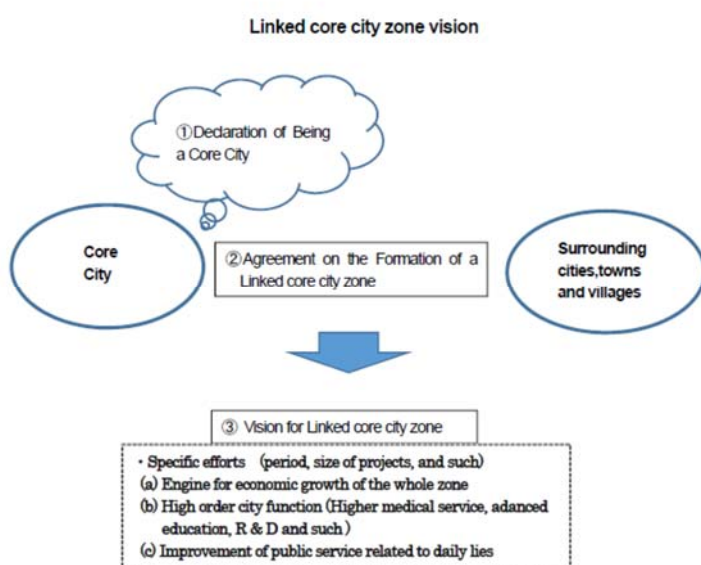 Linked core city zone vision
①Declaration of Being
a Core City
Core
City
②Agreement on the Formation of a
Linked core city zone
Surrounding
cities,towns
and villages
③ Vision for Linked core city zone
・Specific efforts (period, size of projects, and such)
(a) Engine for economic growth of the whole zone
(b) High order city function (Higher medical service, adanced
education, R & D and such)
(c) Improvement of public service related to daily lies